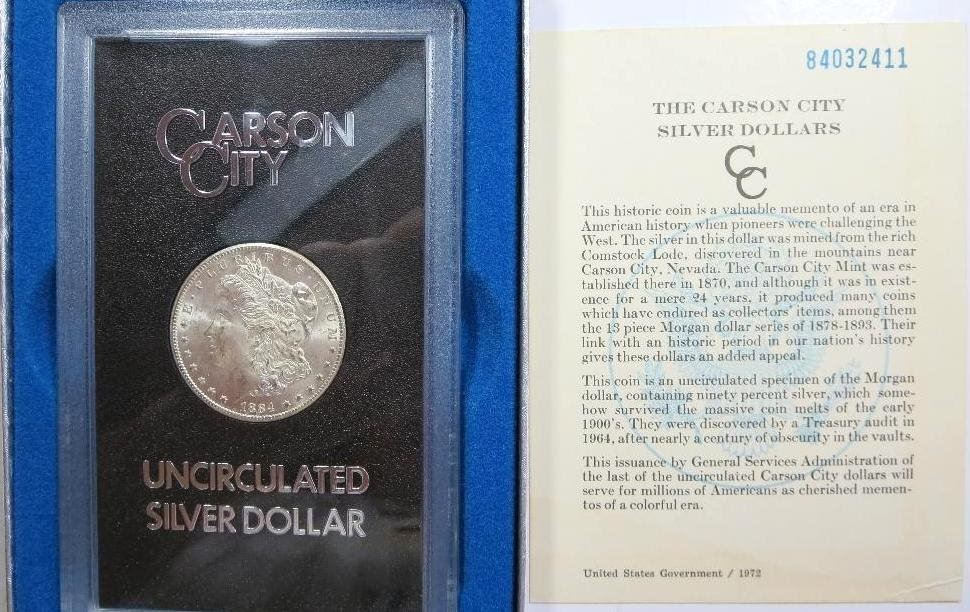 CARSON
CITY
E · PLURIBUS · UNUM
1884
UNCIRCULATED
SILVER DOLLAR
84032411
THE CARSON CITY
SILVER DOLLARS
CC
This historic coin is a valuable memento of an era in
American history when pioneers were challenging the
West. The silver in this dollar was mined from the rich
Comstock Lode, discovered in the mountains near
Carson City, Nevada. The Carson City Mint was es-
tablished there in 1870, and although it was in exist-
ence for a mere 24 years, it produced many coins
which have endured as collectors' items, among them
the 13 piece Morgan dollar series of 1878-1893. Their
link with an historic period in our nation's history
gives these dollars an added appeal.
This coin is an uncirculated specimen of the Morgan
dollar, containing ninety percent silver, which some-
how survived the massive coin melts of the early
1900's. They were discovered by a Treasury audit in
1964, after nearly a century of obscurity in the vaults.
This issuance by General Services Administration of
the last of the uncirculated Carson City dollars will
serve for millions of Americans as cherished memen-
tos of a colorful era.
United States Government / 1972